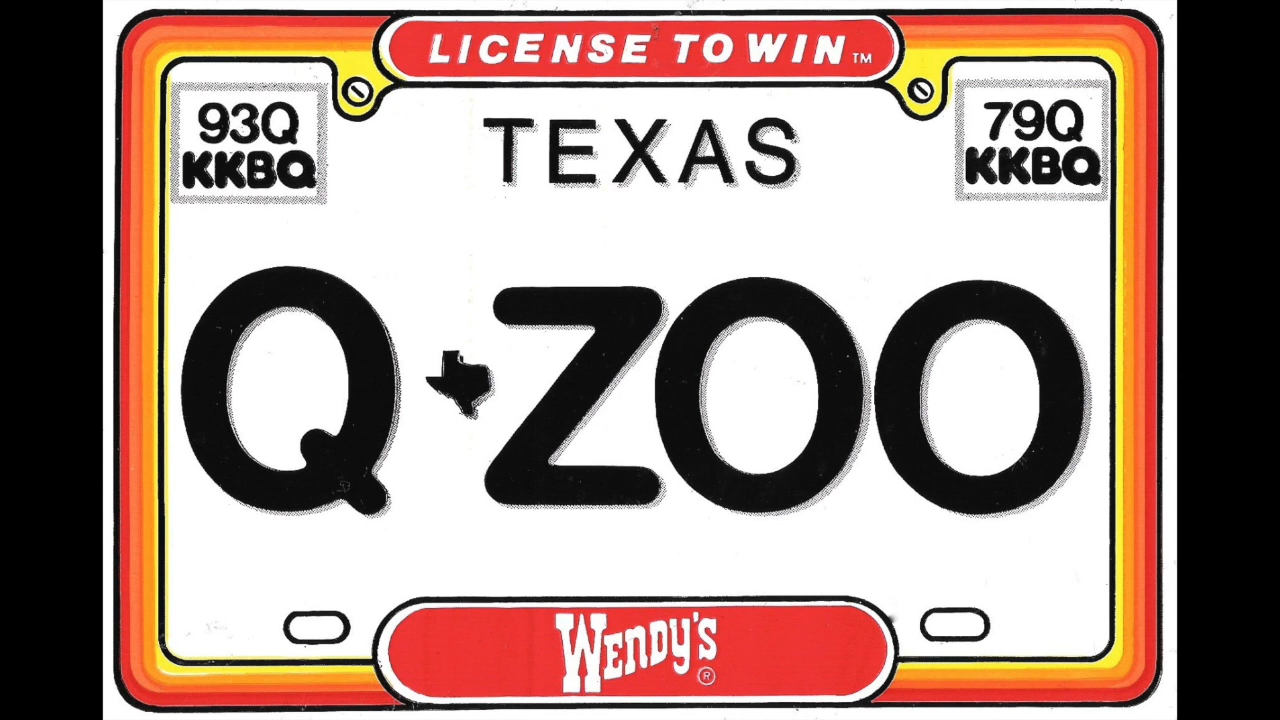 LICENSE TO WIN™
93Q
KKBQ
TEXAS
79Q
KKBQ
Q ZOO
WENDY'S®